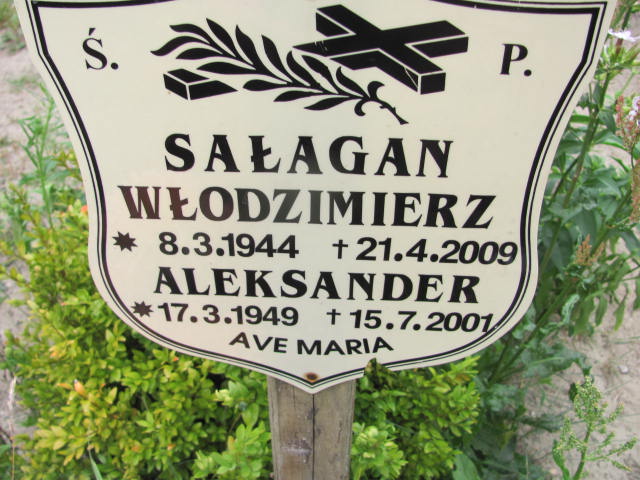 Ś. P.
SAŁAGAN
WŁODZIMIERZ
* 8.3.1944 † 21.4.2009
ALEKSANDER
* 17.3.1949 † 15.7.2001
AVE MARIA